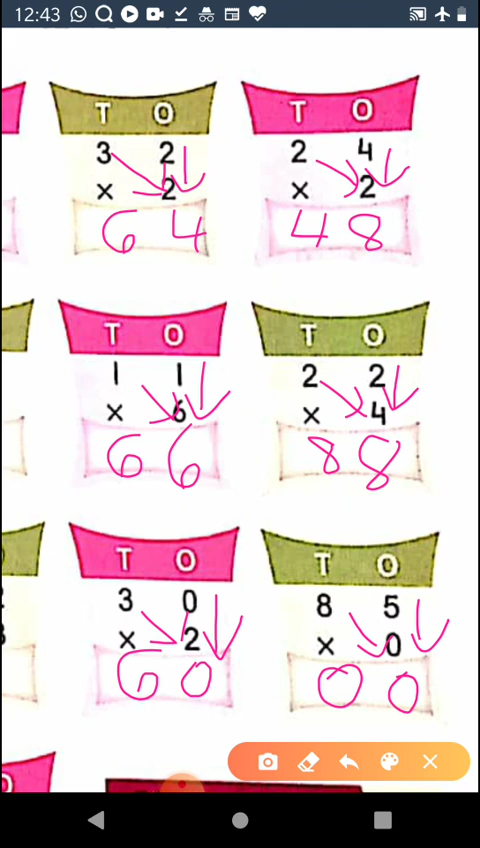 12:43
T O T O
3 2 2 4
× 2 × 2
6 4 4 8
T O T O
1 1 2 2
× 6 × 4
6 6 8 8
T O T O
3 0 8 5
× 2 × 0
6 0 0 0